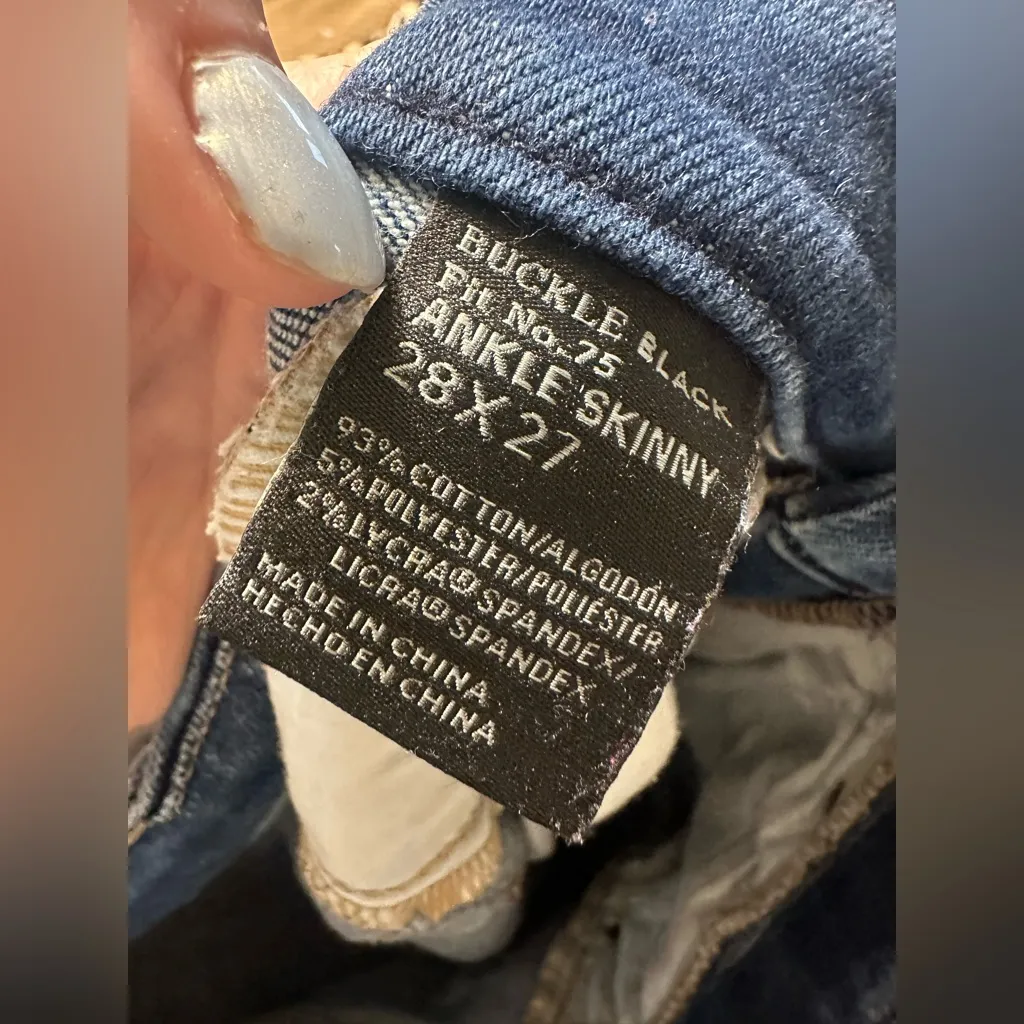 BUCKLE BLACK
Fit No. 75
ANKLE SKINNY
28X27
93% COTTON/ALGODÓN
5% POLYESTER/POLIÉSTER
2% LYCRA® SPANDEX/
LICRA® SPANDEX
MADE IN CHINA
HECHO EN CHINA